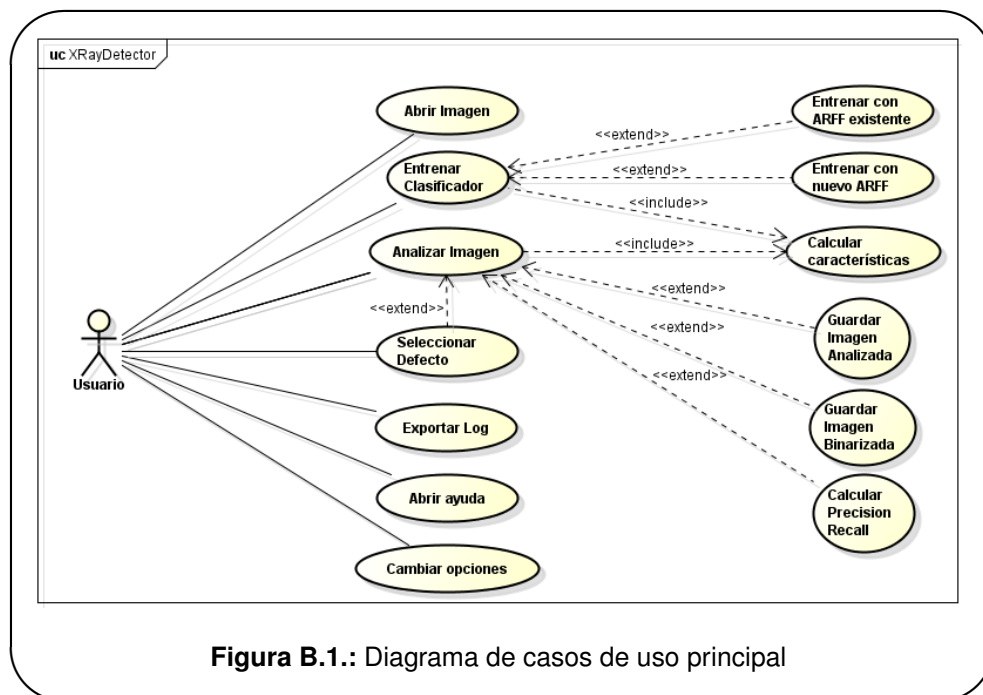 uc XRayDetector
Abrir Imagen
Entrenar
Clasificador
Analizar Imagen
Seleccionar
Defecto
Exportar Log
Abrir ayuda
Cambiar opciones
Usuario
Entrenar con
ARFF existente
Entrenar con
nuevo ARFF
Calcular
características
Guardar
Imagen
Analizada
Guardar
Imagen
Binarizada
Calcular
Precision
Recall
<<extend>>
<<extend>>
<<include>>
<<include>>
<<extend>>
<<extend>>
<<extend>>
<<extend>>
Figura B.1.: Diagrama de casos de uso principal